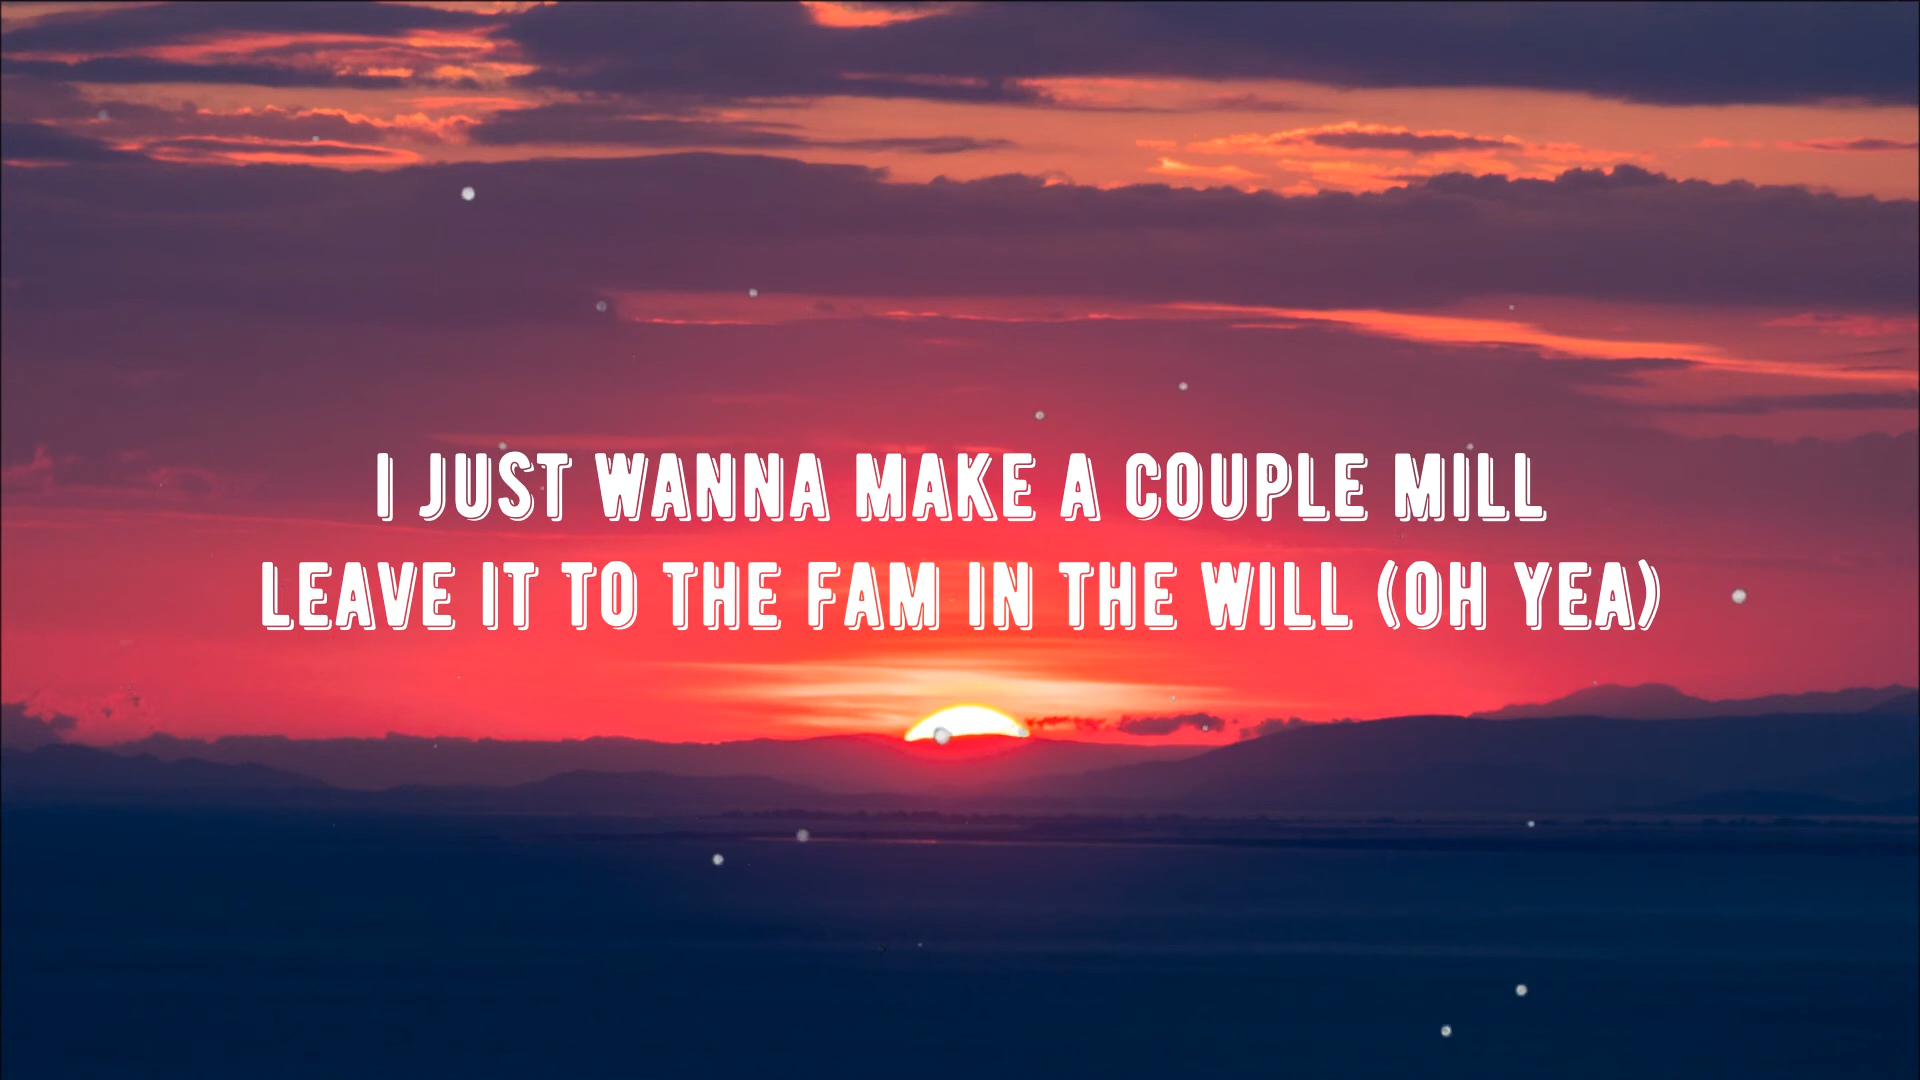 I JUST WANNA MAKE A COUPLE MILL
LEAVE IT TO THE FAM IN THE WILL (OH YEA)